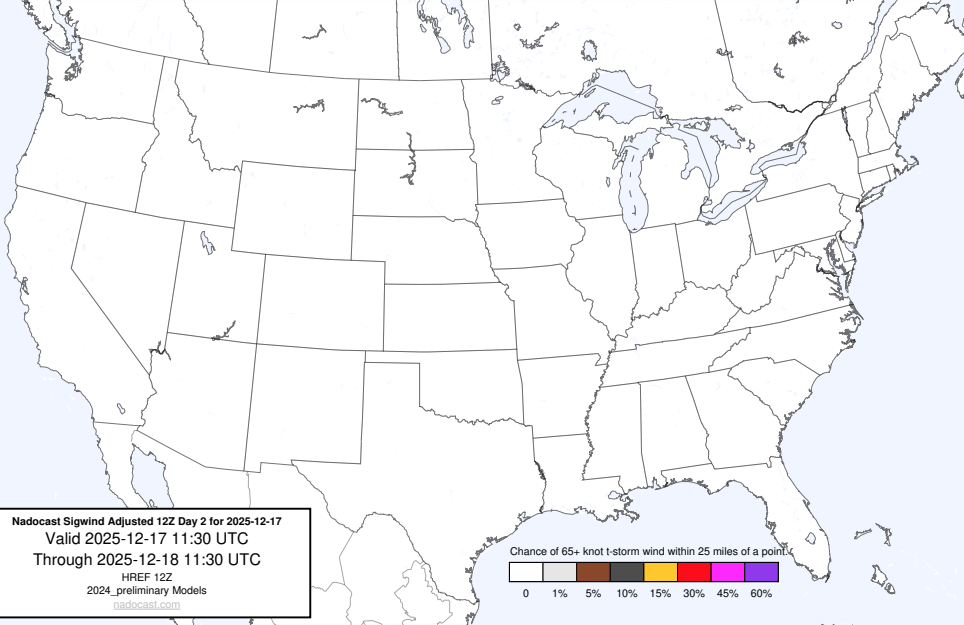 Nadocast Sigwind Adjusted 12Z Day 2 for 2025-12-17
Valid 2025-12-17 11:30 UTC
Through 2025-12-18 11:30 UTC
HREF 12Z
2024_preliminary Models
nadocast.com
Chance of 65+ knot t-storm wind within 25 miles of a point.
0 1% 5% 10% 15% 30% 45% 60%